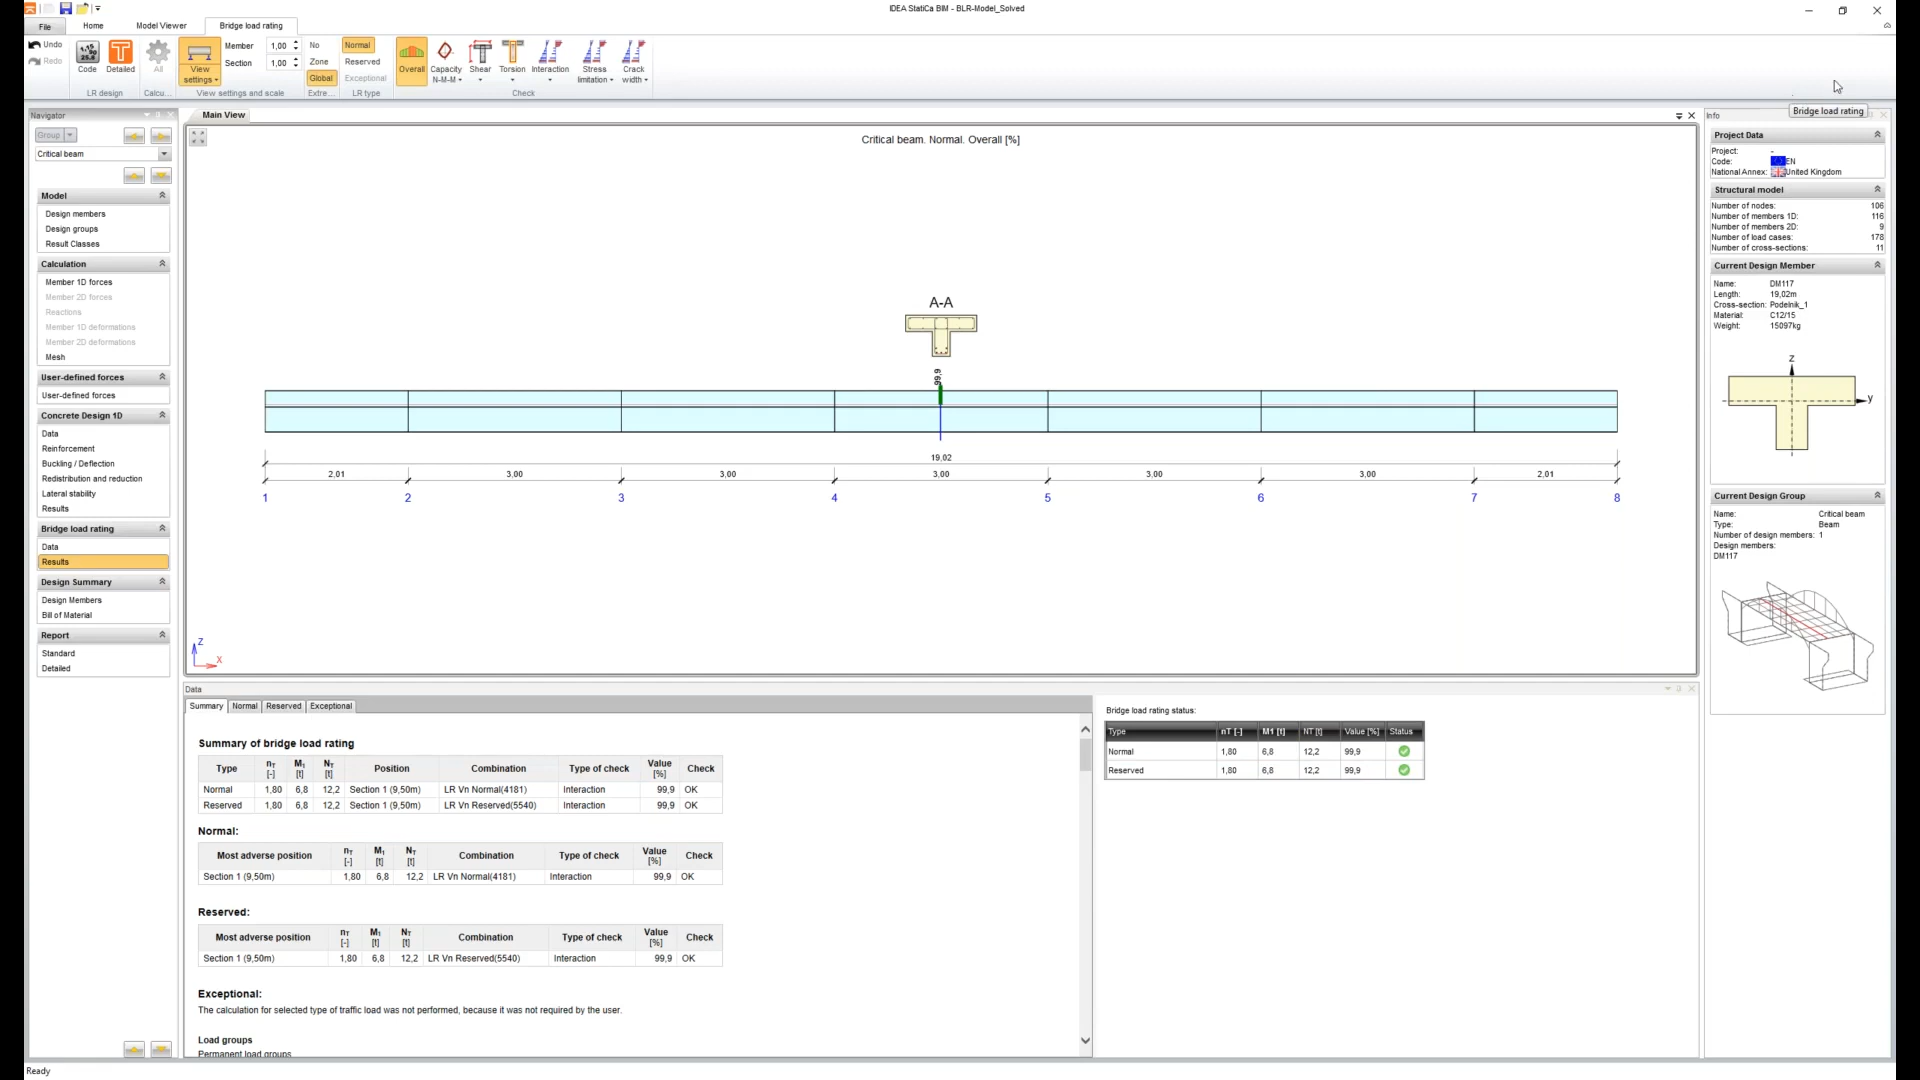 IDEA StatiCa BIM - BLR-Model_Solved
File
Home
Model Viewer
Bridge load rating
Undo
Redo
Code
Detailed
LR design
All
Calcu...
View settings
Member 1,00
Section 1,00
View settings and scale
No
Zone
Global
Extre...
Normal
Reserved
Exceptional
LR type
Overall
Capacity N-M-M
Shear
Torsion
Interaction
Stress limitation
Crack width
Check
Navigator
Group
Critical beam
Model
Design members
Design groups
Result Classes
Calculation
Member 1D forces
Member 2D forces
Reactions
Member 1D deformations
Member 2D deformations
Mesh
User-defined forces
User-defined forces
Concrete Design 1D
Data
Reinforcement
Buckling / Deflection
Redistribution and reduction
Lateral stability
Results
Bridge load rating
Data
Results
Design Summary
Design Members
Bill of Material
Report
Standard
Detailed
Main View
Critical beam. Normal. Overall [%]
A-A
99,9
19,02
2,01 3,00 3,00 3,00 3,00 3,00 2,01
1 2 3 4 5 6 7 8
Z
X
Data
Summary Normal Reserved Exceptional
Summary of bridge load rating
Type nT [-] M1 [t] NT [t] Position Combination Type of check Value [%] Check
Normal 1,80 6,8 12,2 Section 1 (9,50m) LR Vn Normal(4181) Interaction 99,9 OK
Reserved 1,80 6,8 12,2 Section 1 (9,50m) LR Vn Reserved(5540) Interaction 99,9 OK
Normal:
Most adverse position nT [-] M1 [t] NT [t] Combination Type of check Value [%] Check
Section 1 (9,50m) 1,80 6,8 12,2 LR Vn Normal(4181) Interaction 99,9 OK
Reserved:
Most adverse position nT [-] M1 [t] NT [t] Combination Type of check Value [%] Check
Section 1 (9,50m) 1,80 6,8 12,2 LR Vn Reserved(5540) Interaction 99,9 OK
Exceptional:
The calculation for selected type of traffic load was not performed, because it was not required by the user.
Load groups
Permanent load groups
Bridge load rating status:
Type nT [-] M1 [t] NT [t] Value [%] Status
Normal 1,80 6,8 12,2 99,9
Reserved 1,80 6,8 12,2 99,9
Info
Bridge load rating
Project Data
Project: -
Code: EN
National Annex: United Kingdom
Structural model
Number of nodes: 106
Number of members 1D: 116
Number of members 2D: 9
Number of load cases: 178
Number of cross-sections: 11
Current Design Member
Name: DM117
Length: 19,02m
Cross-section: Podelnik_1
Material: C12/15
Weight: 15097kg
z
y
Current Design Group
Name: Critical beam
Type: Beam
Number of design members: 1
Design members:
DM117
Ready